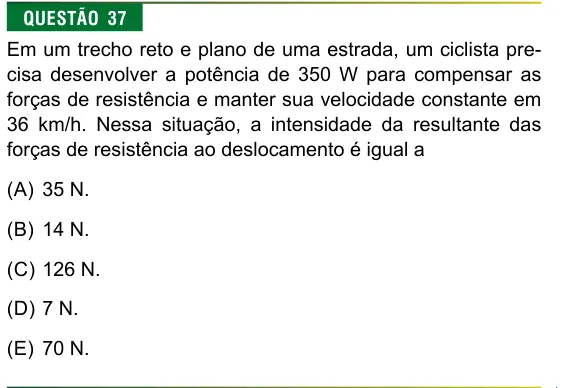 QUESTÃO 37
Em um trecho reto e plano de uma estrada, um ciclista pre-
cisa desenvolver a potência de 350 W para compensar as
forças de resistência e manter sua velocidade constante em
36 km/h. Nessa situação, a intensidade da resultante das
forças de resistência ao deslocamento é igual a
(A) 35 N.
(B) 14 N.
(C) 126 N.
(D) 7 N.
(E) 70 N.